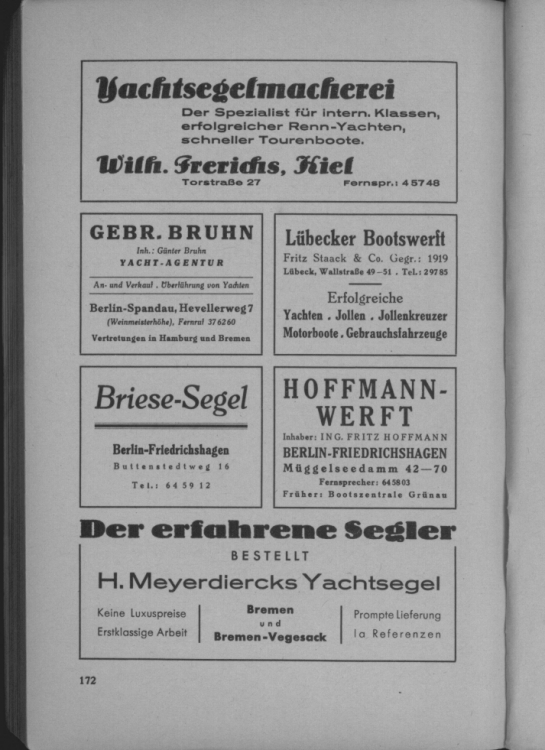 Yachtsegelmacherei
Der Spezialist für intern. Klassen,
erfolgreicher Renn-Yachten,
schneller Tourenboote.
Wilh. Frerichs, Kiel
Torstraße 27 Fernspr.: 45748
GEBR. BRUHN
Inh.: Günter Bruhn
YACHT-AGENTUR
An- und Verkauf . Überführung von Yachten
Berlin-Spandau, Hevellerweg 7
(Weinmeisterhöhe), Fernruf 376260
Vertretungen in Hamburg und Bremen
Lübecker Bootswerft
Fritz Staack & Co. Gegr.: 1919
Lübeck, Wallstraße 49-51 . Tel.: 29785
Erfolgreiche
Yachten . Jollen . Jollenkreuzer
Motorboote . Gebrauchsfahrzeuge
Briese-Segel
Berlin-Friedrichshagen
Buttenstedtweg 16
Tel.: 64 59 12
HOFFMANN-
WERFT
Inhaber: ING. FRITZ HOFFMANN
BERLIN-FRIEDRICHSHAGEN
Müggelseedamm 42—70
Fernsprecher: 645803
Früher: Bootszentrale Grünau
Der erfahrene Segler
BESTELLT
H. Meyerdiercks Yachtsegel
Keine Luxuspreise
Erstklassige Arbeit
Bremen
und
Bremen-Vegesack
Prompte Lieferung
Ia Referenzen
172